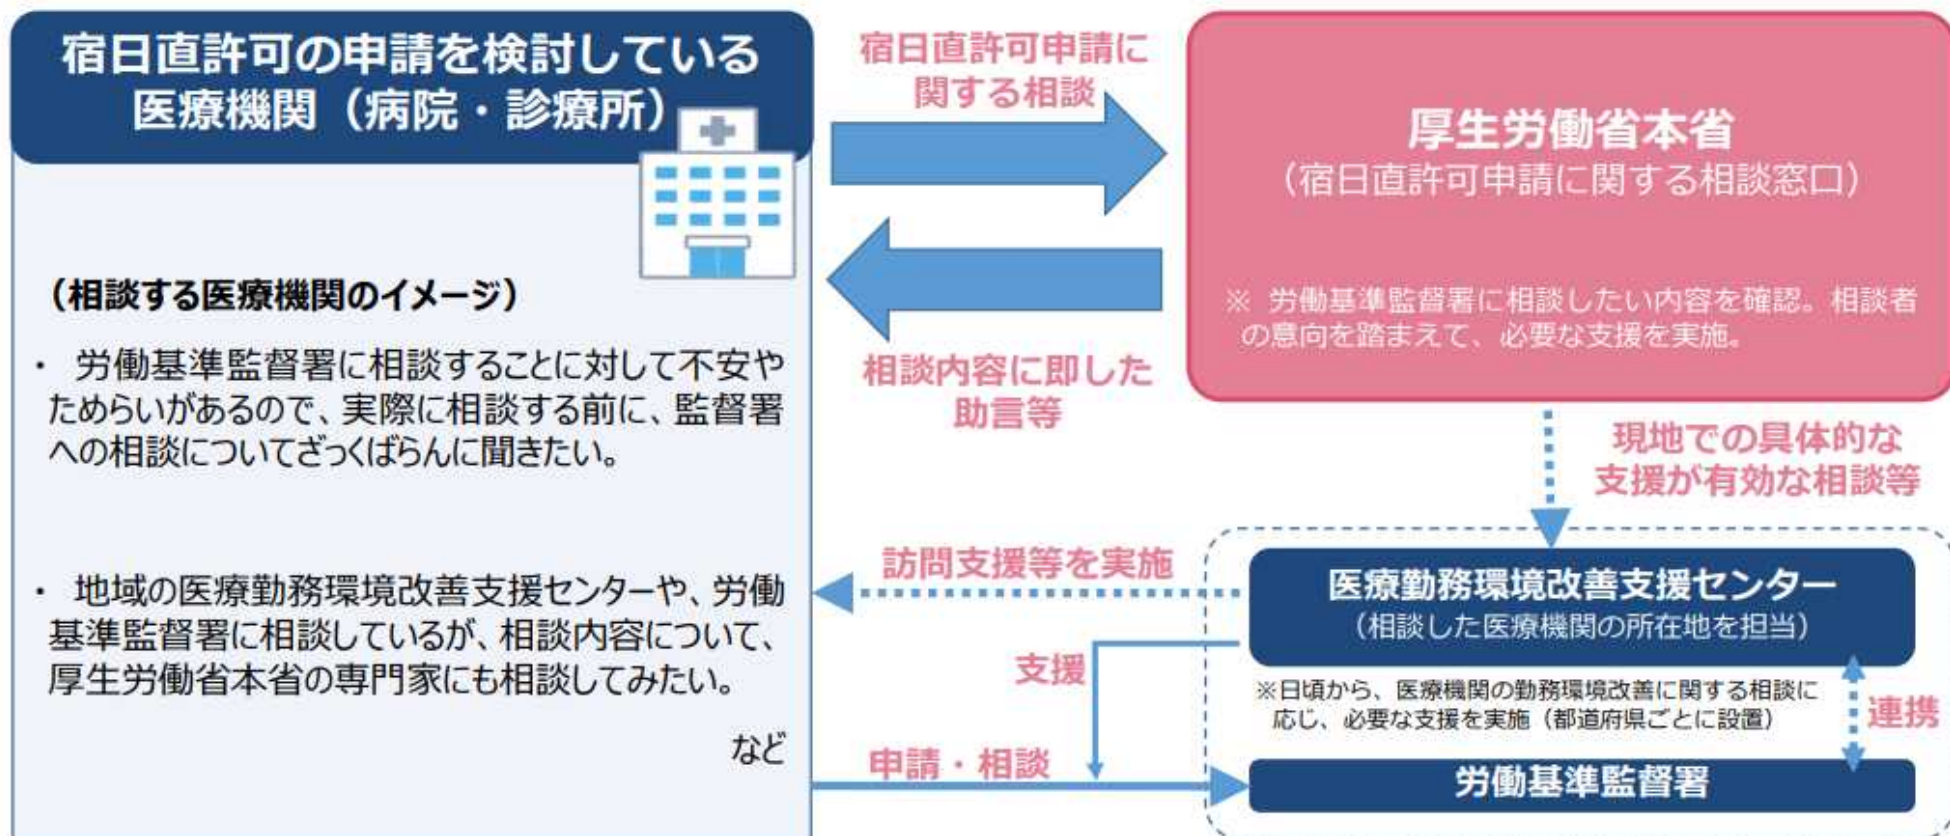 宿日直許可の申請を検討している
医療機関（病院・診療所）
（相談する医療機関のイメージ）
・ 労働基準監督署に相談することに対して不安や
ためらいがあるので、実際に相談する前に、監督署
への相談についてざっくばらんに聞きたい。
・ 地域の医療勤務環境改善支援センターや、労働
基準監督署に相談しているが、相談内容について、
厚生労働省本省の専門家にも相談してみたい。
など
宿日直許可申請に
関する相談
相談内容に即した
助言等
厚生労働省本省
（宿日直許可申請に関する相談窓口）
※ 労働基準監督署に相談したい内容を確認。相談者
の意向を踏まえて、必要な支援を実施。
現地での具体的な
支援が有効な相談等
訪問支援等を実施
医療勤務環境改善支援センター
（相談した医療機関の所在地を担当）
支援
※日頃から、医療機関の勤務環境改善に関する相談に
応じ、必要な支援を実施（都道府県ごとに設置）
連携
申請・相談
労働基準監督署